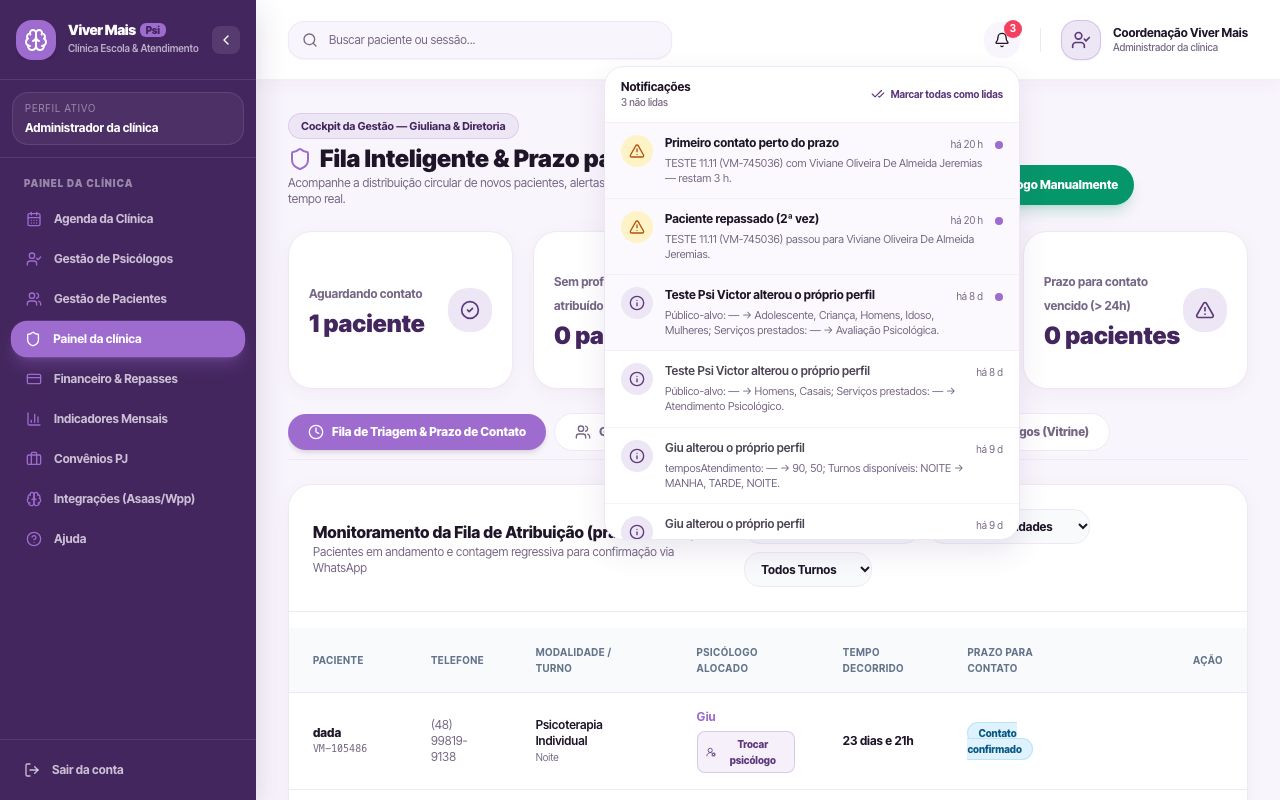 Viver Mais Psi
Clínica Escola & Atendimento
PERFIL ATIVO
Administrador da clínica
PAINEL DA CLÍNICA
Agenda da Clínica
Gestão de Psicólogos
Gestão de Pacientes
Painel da clínica
Financeiro & Repasses
Indicadores Mensais
Convênios PJ
Integrações (Asaas/Wpp)
Ajuda
Sair da conta
Buscar paciente ou sessão...
3
Coordenação Viver Mais
Administrador da clínica
Cockpit da Gestão — Giuliana & Diretoria
Fila Inteligente & Prazo pa
Acompanhe a distribuição circular de novos pacientes, alertas
tempo real.
ogo Manualmente
Notificações
3 não lidas
Marcar todas como lidas
Primeiro contato perto do prazo
há 20 h
TESTE 11.11 (VM-745036) com Viviane Oliveira De Almeida Jeremias
— restam 3 h.
Paciente repassado (2ª vez)
há 20 h
TESTE 11.11 (VM-745036) passou para Viviane Oliveira De Almeida
Jeremias.
Teste Psi Victor alterou o próprio perfil
há 8 d
Público-alvo: — → Adolescente, Criança, Homens, Idoso,
Mulheres; Serviços prestados: — → Avaliação Psicológica.
Teste Psi Victor alterou o próprio perfil
há 8 d
Público-alvo: — → Homens, Casais; Serviços prestados: — →
Atendimento Psicológico.
Giu alterou o próprio perfil
há 9 d
temposAtendimento: — → 90, 50; Turnos disponíveis: NOITE →
MANHA, TARDE, NOITE.
Giu alterou o próprio perfil
há 9 d
Aguardando contato
1 paciente
Sem prof
atribuído
0 pa
Prazo para contato
vencido (> 24h)
0 pacientes
Fila de Triagem & Prazo de Contato
G
gos (Vitrine)
Monitoramento da Fila de Atribuição (pra
Pacientes em andamento e contagem regressiva para confirmação via
WhatsApp
dades
Todos Turnos
PACIENTE
TELEFONE
MODALIDADE /
TURNO
PSICÓLOGO
ALOCADO
TEMPO
DECORRIDO
PRAZO PARA
CONTATO
AÇÃO
dada
VM-105486
(48)
99819-
9138
Psicoterapia
Individual
Noite
Giu
Trocar
psicólogo
23 dias e 21h
Contato
confirmado